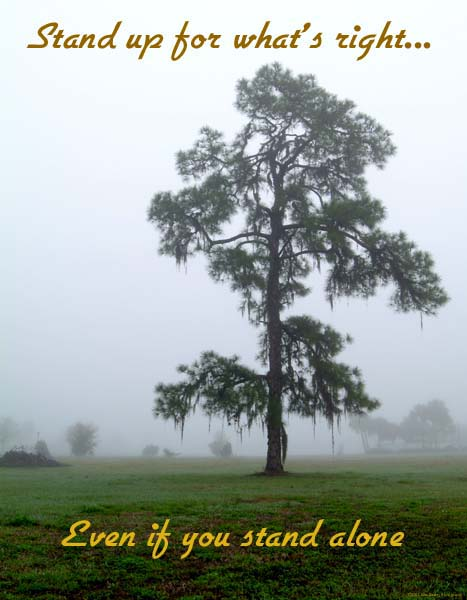 Stand up for what's right...
Even if you stand alone